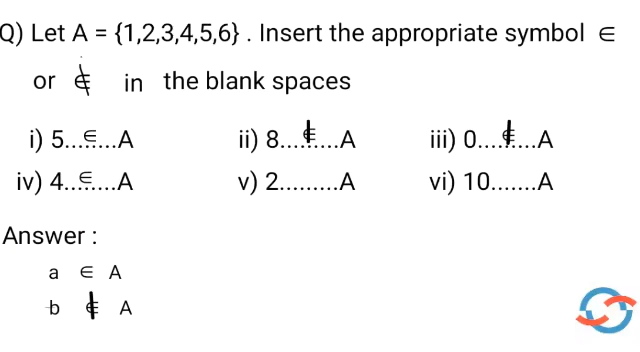 Q) Let A = {1,2,3,4,5,6} . Insert the appropriate symbol ∈
or ∉ in the blank spaces
i) 5...∈...A ii) 8....∉....A iii) 0....∉...A
iv) 4...∈....A v) 2.........A vi) 10.......A
Answer :
a ∈ A
b ∉ A